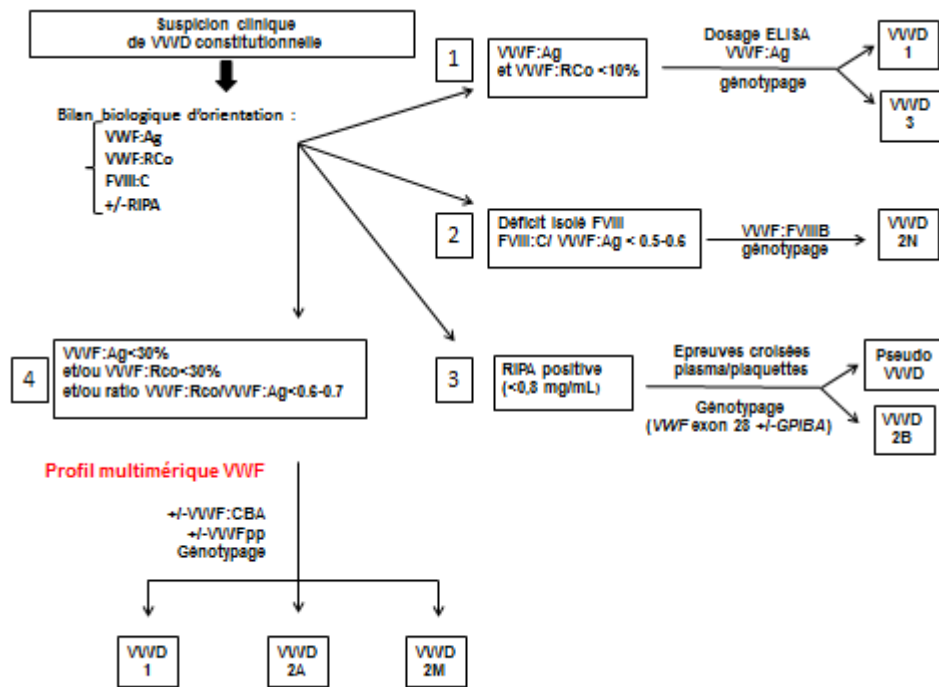 Suspicion clinique
de VWD constitutionnelle
Bilan biologique d'orientation :
VWF:Ag
VWF:RCo
FVIII:C
+/-RIPA
1
VWF:Ag
et VWF:RCo <10%
Dosage ELISA
VWF:Ag
génotypage
VWD
1
VWD
3
2
Déficit isolé FVIII
FVIII:C/ VWF:Ag < 0.5-0.6
VWF:FVIIIB
génotypage
VWD
2N
3
RIPA positive
(<0,8 mg/mL)
Epreuves croisées
plasma/plaquettes
Génotypage
(VWF exon 28 +/-GPIBA)
Pseudo
VWD
VWD
2B
4
VWF:Ag<30%
et/ou VWF:Rco<30%
et/ou ratio VWF:Rco/VWF:Ag<0.6-0.7
Profil multimérique VWF
+/-VWF:CBA
+/-VWFpp
Génotypage
VWD
1
VWD
2A
VWD
2M